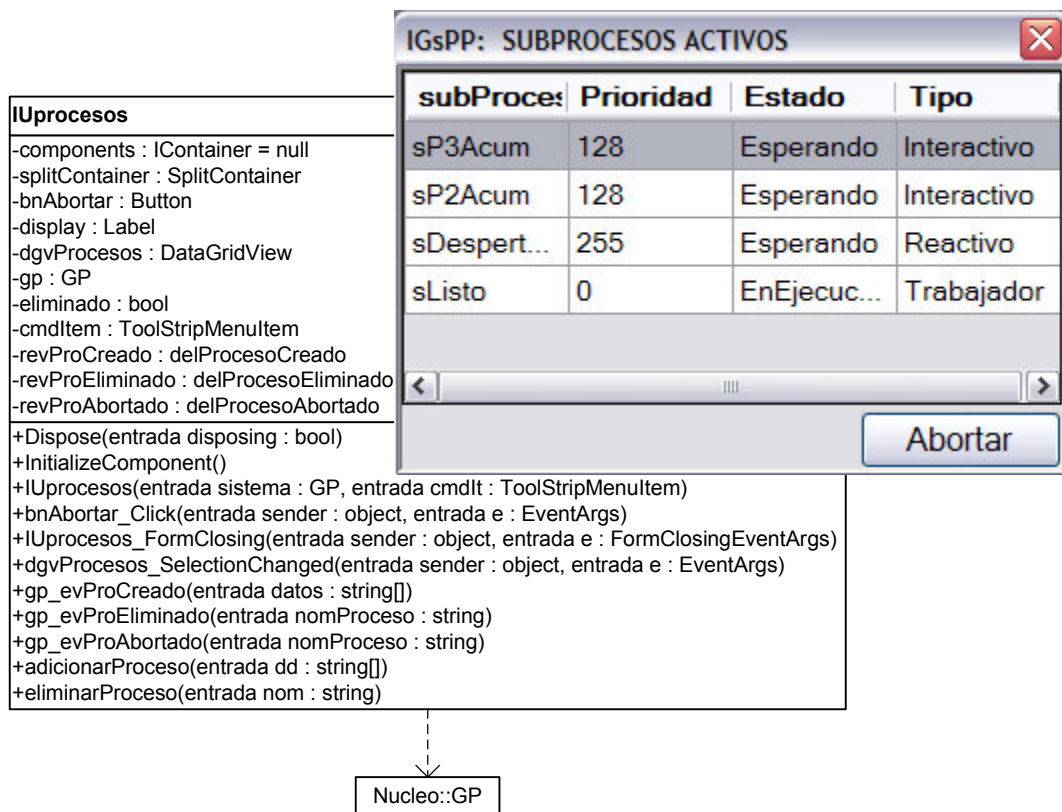 IGsPP: SUBPROCESOS ACTIVOS
subProces Prioridad Estado Tipo
sP3Acum 128 Esperando Interactivo
sP2Acum 128 Esperando Interactivo
sDespert... 255 Esperando Reactivo
sListo 0 EnEjecuc... Trabajador
Abortar
IUprocesos
-components : IContainer = null
-splitContainer : SplitContainer
-bnAbortar : Button
-display : Label
-dgvProcesos : DataGridView
-gp : GP
-eliminado : bool
-cmdItem : ToolStripMenuItem
-revProCreado : delProcesoCreado
-revProEliminado : delProcesoEliminado
-revProAbortado : delProcesoAbortado
+Dispose(entrada disposing : bool)
+InitializeComponent()
+IUprocesos(entrada sistema : GP, entrada cmdIt : ToolStripMenuItem)
+bnAbortar_Click(entrada sender : object, entrada e : EventArgs)
+IUprocesos_FormClosing(entrada sender : object, entrada e : FormClosingEventArgs)
+dgvProcesos_SelectionChanged(entrada sender : object, entrada e : EventArgs)
+gp_evProCreado(entrada datos : string[])
+gp_evProEliminado(entrada nomProceso : string)
+gp_evProAbortado(entrada nomProceso : string)
+adicionarProceso(entrada dd : string[])
+eliminarProceso(entrada nom : string)
Nucleo::GP